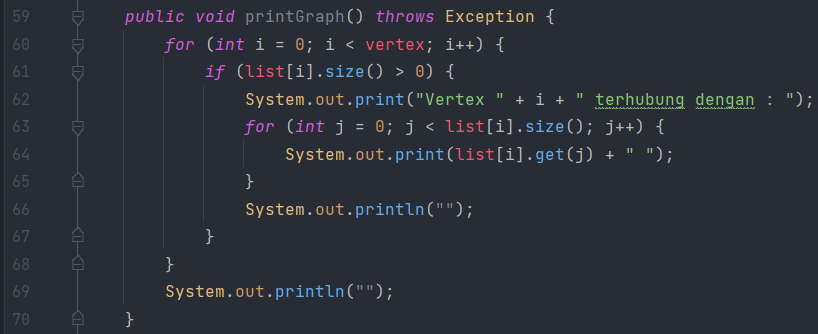 59 public void printGraph() throws Exception {
60 for (int i = 0; i < vertex; i++) {
61 if (list[i].size() > 0) {
62 System.out.print("Vertex " + i + " terhubung dengan : ");
63 for (int j = 0; j < list[i].size(); j++) {
64 System.out.print(list[i].get(j) + " ");
65 }
66 System.out.println("");
67 }
68 }
69 System.out.println("");
70 }